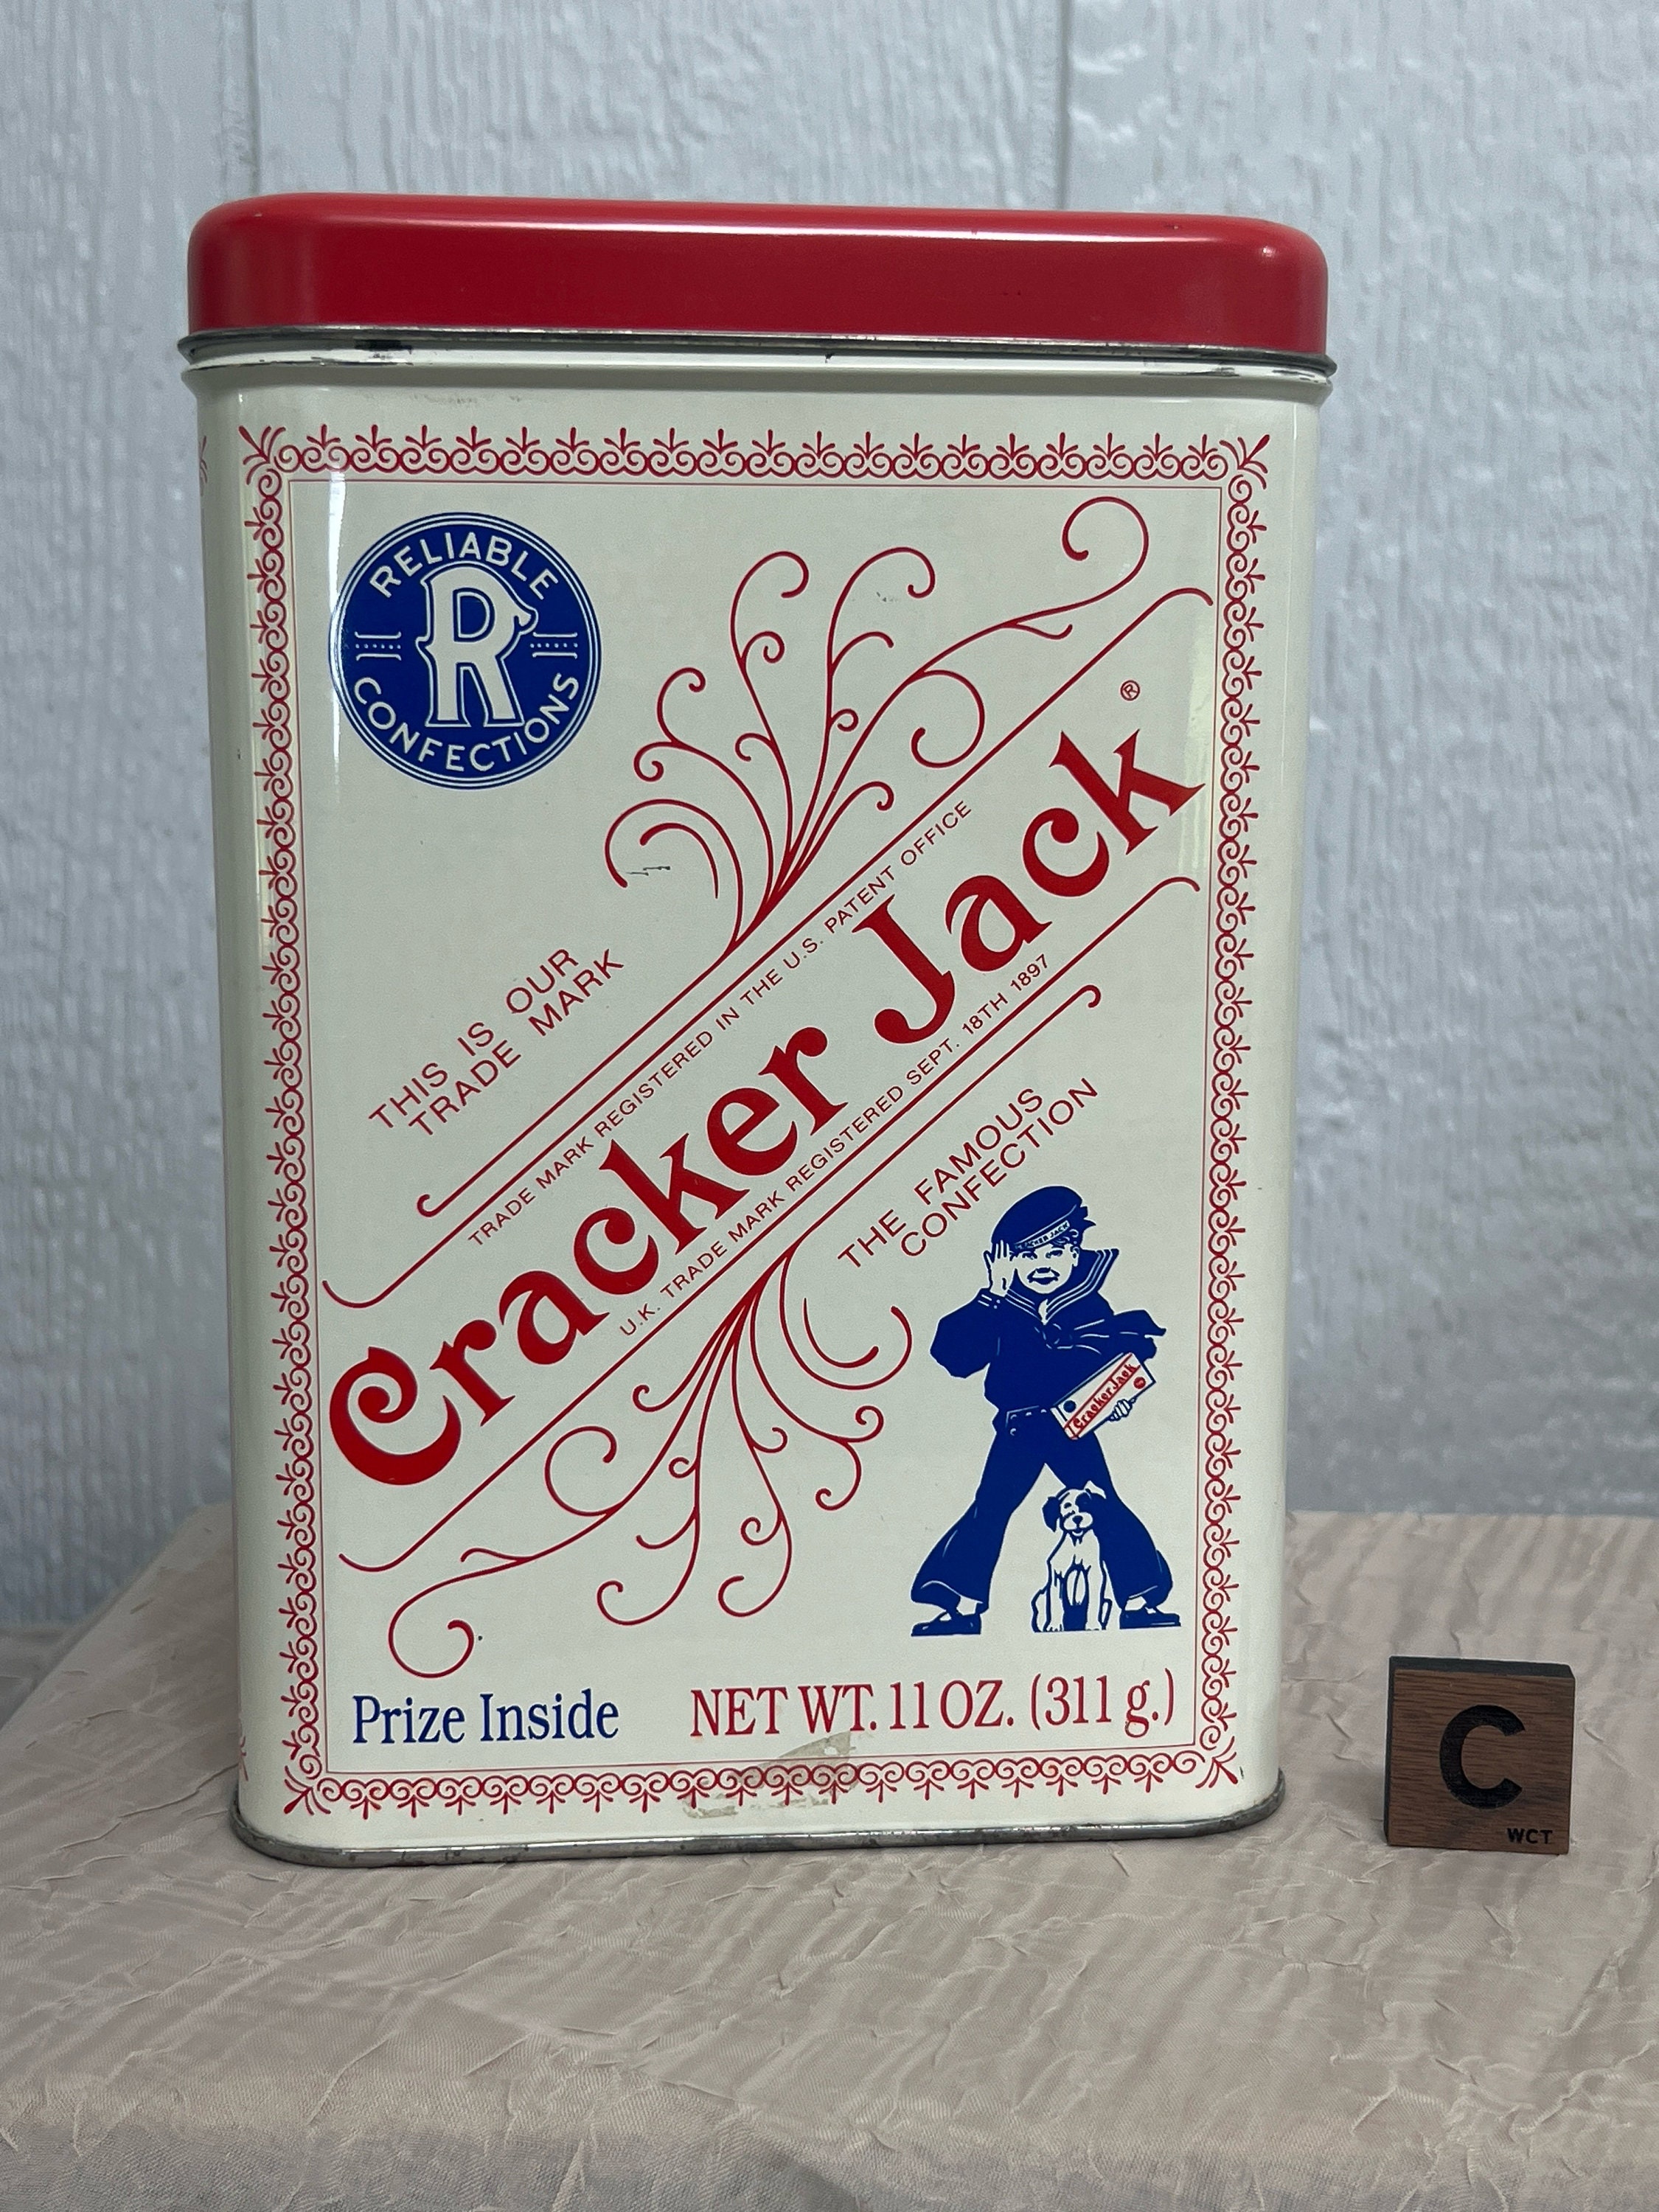 RELIABLE
R
CONFECTIONS
THIS IS OUR
TRADE MARK
TRADE MARK REGISTERED IN THE U.S. PATENT OFFICE
Cracker Jack ®
U.K. TRADE MARK REGISTERED SEPT. 18TH 1897
THE FAMOUS
CONFECTION
CKER JACK
Cracker Jack
Prize Inside
NET WT. 11 OZ. (311 g.)
C
WCT